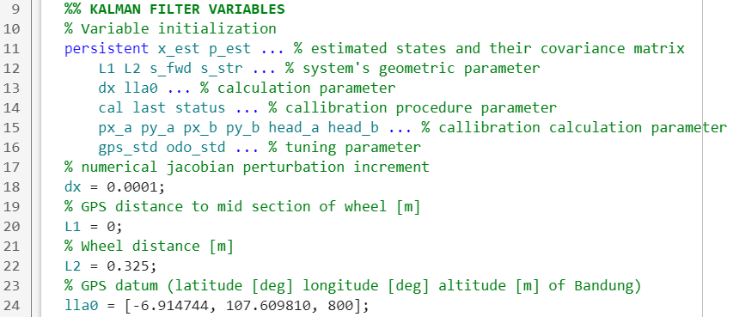 9 %% KALMAN FILTER VARIABLES
10 % Variable initialization
11 persistent x_est p_est ... % estimated states and their covariance matrix
12 L1 L2 s_fwd s_str ... % system's geometric parameter
13 dx lla0 ... % calculation parameter
14 cal last status ... % callibration procedure parameter
15 px_a py_a px_b py_b head_a head_b ... % callibration calculation parameter
16 gps_std odo_std ... % tuning parameter
17 % numerical jacobian perturbation increment
18 dx = 0.0001;
19 % GPS distance to mid section of wheel [m]
20 L1 = 0;
21 % Wheel distance [m]
22 L2 = 0.325;
23 % GPS datum (latitude [deg] longitude [deg] altitude [m] of Bandung)
24 lla0 = [-6.914744, 107.609810, 800];